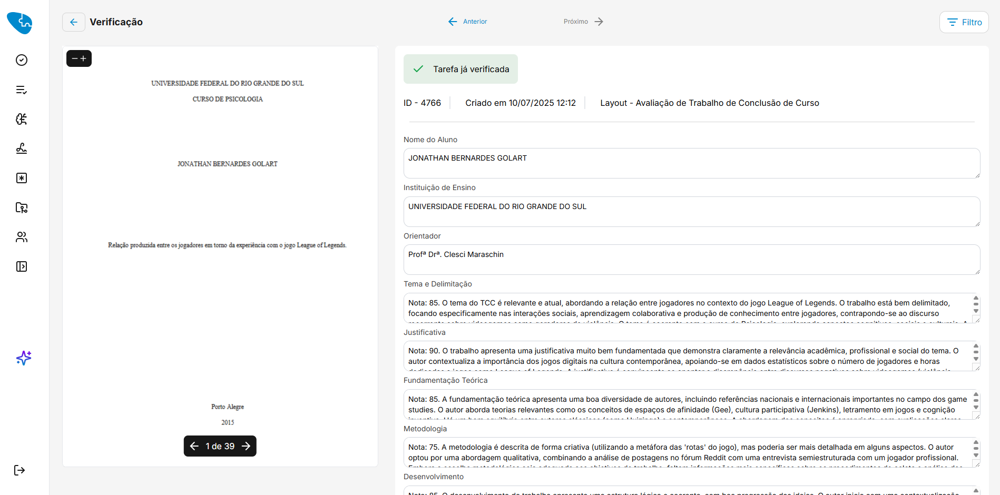 Verificação
Anterior
Próximo
Filtro
UNIVERSIDADE FEDERAL DO RIO GRANDE DO SUL
CURSO DE PSICOLOGIA
JONATHAN BERNARDES GOLART
Relação produzida entre os jogadores em torno da experiência com o jogo League of Legends.
Porto Alegre
2015
1 de 39
Tarefa já verificada
ID - 4766
Criado em 10/07/2025 12:12
Layout - Avaliação de Trabalho de Conclusão de Curso
Nome do Aluno
JONATHAN BERNARDES GOLART
Instituição de Ensino
UNIVERSIDADE FEDERAL DO RIO GRANDE DO SUL
Orientador
Profª Drª. Clesci Maraschin
Tema e Delimitação
Nota: 85. O tema do TCC é relevante e atual, abordando a relação entre jogadores no contexto do jogo League of Legends. O trabalho está bem delimitado,
focando especificamente nas interações sociais, aprendizagem colaborativa e produção de conhecimento entre jogadores, contrapondo-se ao discurso
Justificativa
Nota: 90. O trabalho apresenta uma justificativa muito bem fundamentada que demonstra claramente a relevância acadêmica, profissional e social do tema. O
autor contextualiza a importância dos jogos digitais na cultura contemporânea, apoiando-se em dados estatísticos sobre o número de jogadores e horas
Fundamentação Teórica
Nota: 85. A fundamentação teórica apresenta uma boa diversidade de autores, incluindo referências nacionais e internacionais importantes no campo dos game
studies. O autor aborda teorias relevantes como os conceitos de espaços de afinidade (Gee), cultura participativa (Jenkins), letramento em jogos e cognição
Metodologia
Nota: 75. A metodologia é descrita de forma criativa (utilizando a metáfora das 'rotas' do jogo), mas poderia ser mais detalhada em alguns aspectos. O autor
optou por uma abordagem qualitativa, combinando a análise de postagens no fórum Reddit com uma entrevista semiestruturada com um jogador profissional.
Desenvolvimento